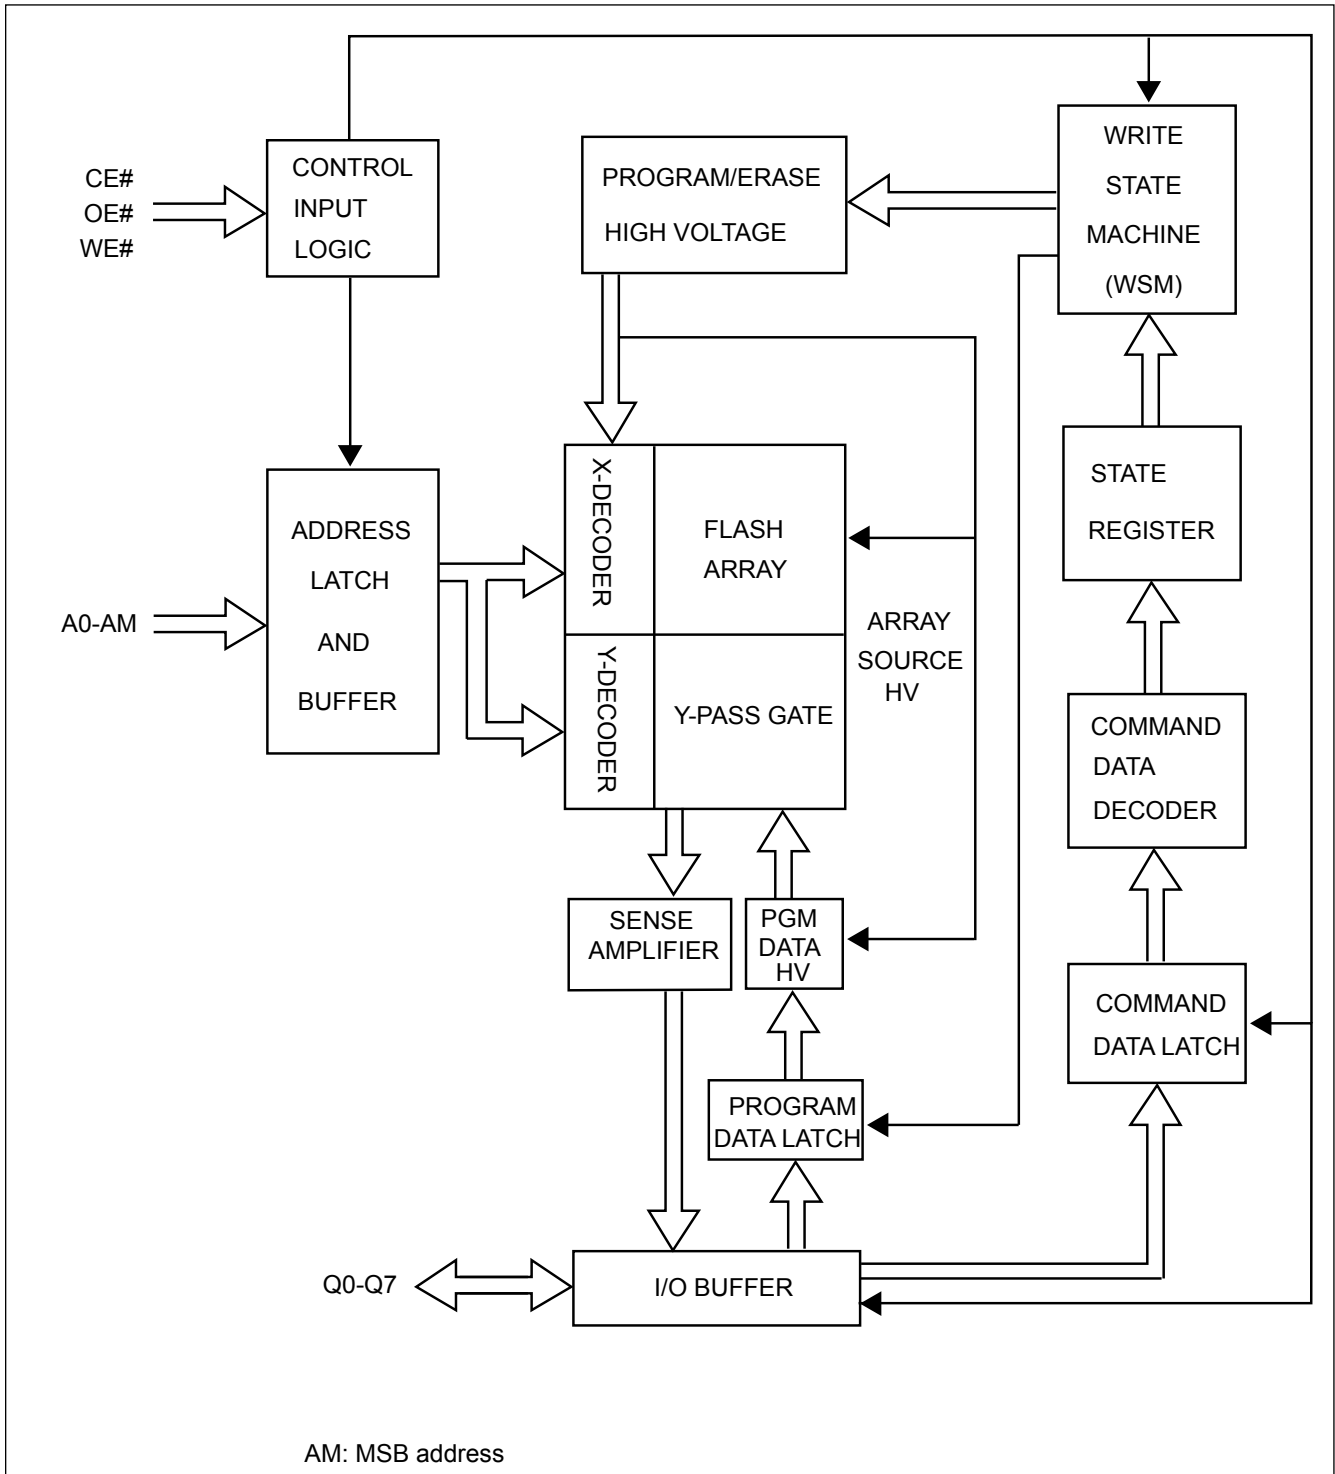 CE#
OE#
WE#
CONTROL
INPUT
LOGIC
PROGRAM/ERASE
HIGH VOLTAGE
WRITE
STATE
MACHINE
(WSM)
A0-AM
ADDRESS
LATCH
AND
BUFFER
X-DECODER
FLASH
ARRAY
Y-DECODER
Y-PASS GATE
ARRAY
SOURCE
HV
STATE
REGISTER
COMMAND
DATA
DECODER
SENSE
AMPLIFIER
PGM
DATA
HV
COMMAND
DATA LATCH
PROGRAM
DATA LATCH
Q0-Q7
I/O BUFFER
AM: MSB address